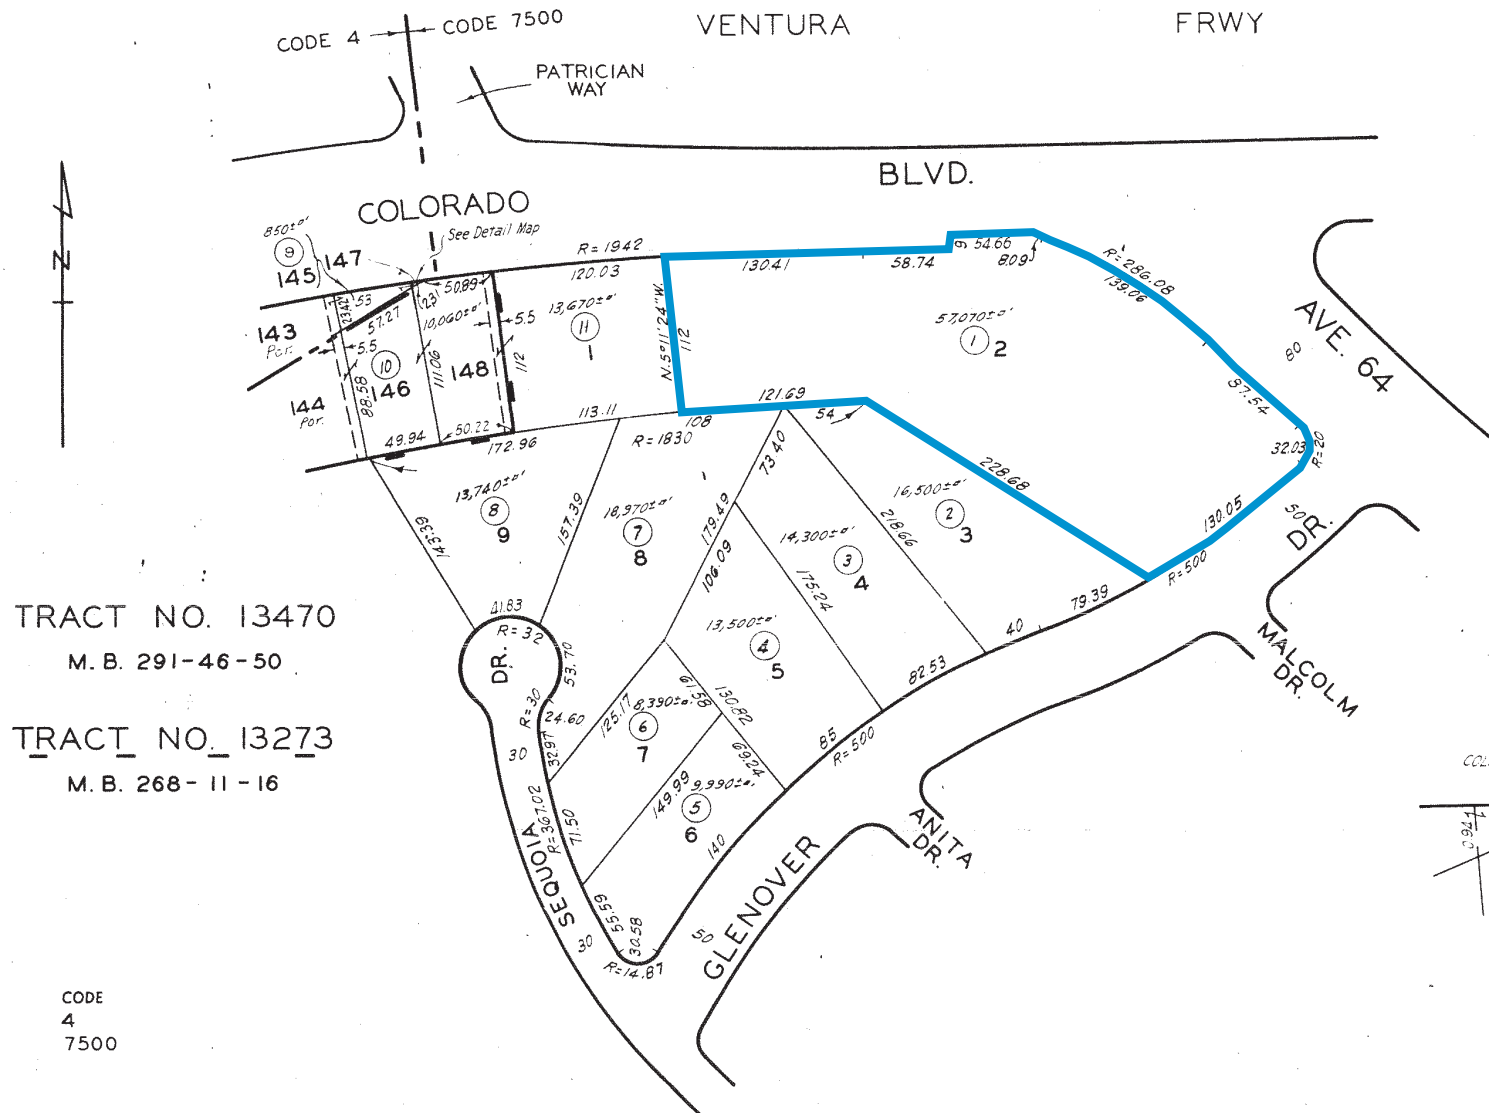 VENTURA FRWY
CODE 4
CODE 7500
PATRICIAN
WAY
BLVD.
COLORADO
See Detail Map
R=1942
120.03
850±□'
9
145
147
53
23.42
57.27
50.89
10,060±□'
5.5
13,670±□'
11
1
112
N.5°11'24"W.
112
130.41
58.74
9
54.66
8.09
R=286.08
139.06
57,070±□'
1
2
AVE. 64
80
87.54
32.03
R=20
143
Por.
5.5
10
146
111.06
148
88.58
144
Por.
49.94
50.22
172.96
113.11
108
R=1830
121.69
54
228.68
130.05
R=500
50
DR.
13,740±□'
8
9
143.39
157.39
18,970±□'
7
8
73.40
179.49
106.09
16,500±□'
2
3
218.66
14,300±□'
3
4
175.24
13,500±□'
4
5
79.39
40
82.53
85
R=500
MALCOLM
DR.
TRACT NO. 13470
M.B. 291-46-50
TRACT NO. 13273
M.B. 268-11-16
41.83
R=32
DR.
53.70
R=30
24.60
30
32.97
125.17
61.58
130.82
69.24
8,390±□'
6
7
149.99
9,990±□'
5
6
R=367.02
71.50
SEQUOIA
55.59
30
30.58
R=14.87
140
50
GLENOVER
ANITA
DR.
CODE
4
7500